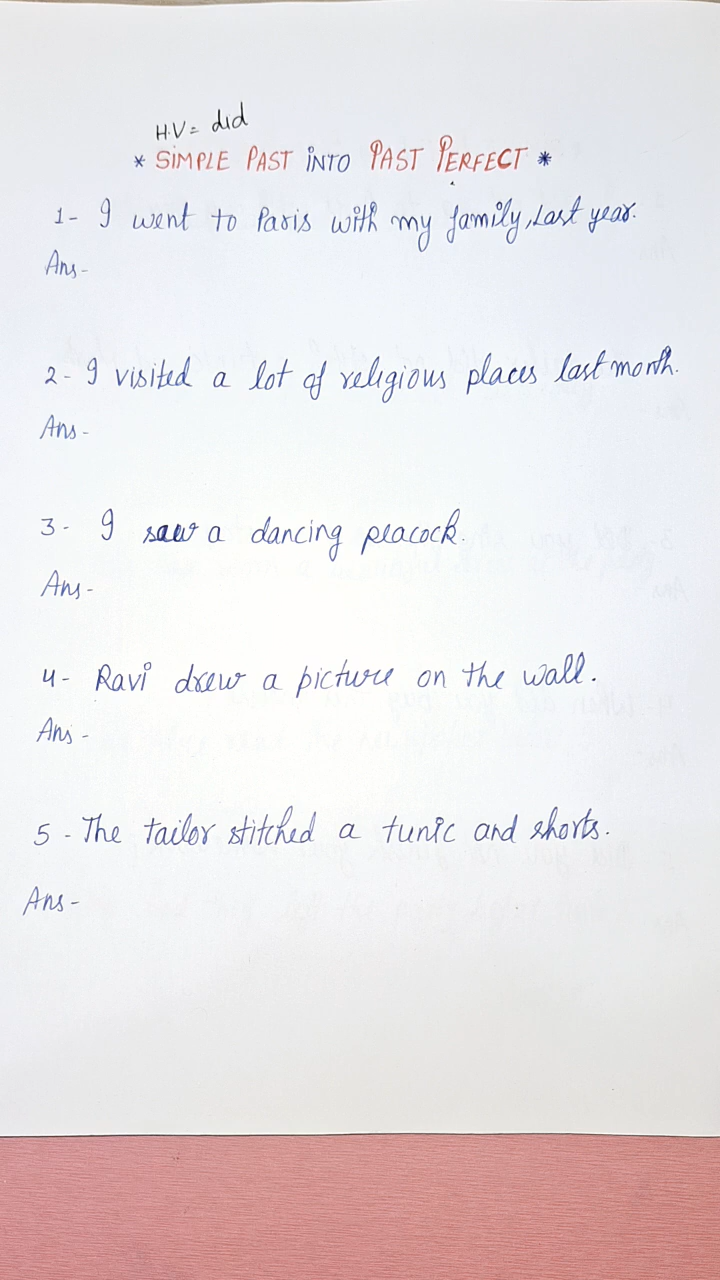 H.V = did
* SIMPLE PAST INTO PAST PERFECT *
1- I went to Paris with my family, Last year.
Ans-
2- I visited a lot of religious places last month.
Ans-
3- I saw a dancing peacock.
Ans-
4- Ravi drew a picture on the wall.
Ans-
5- The tailor stitched a tunic and shorts.
Ans-